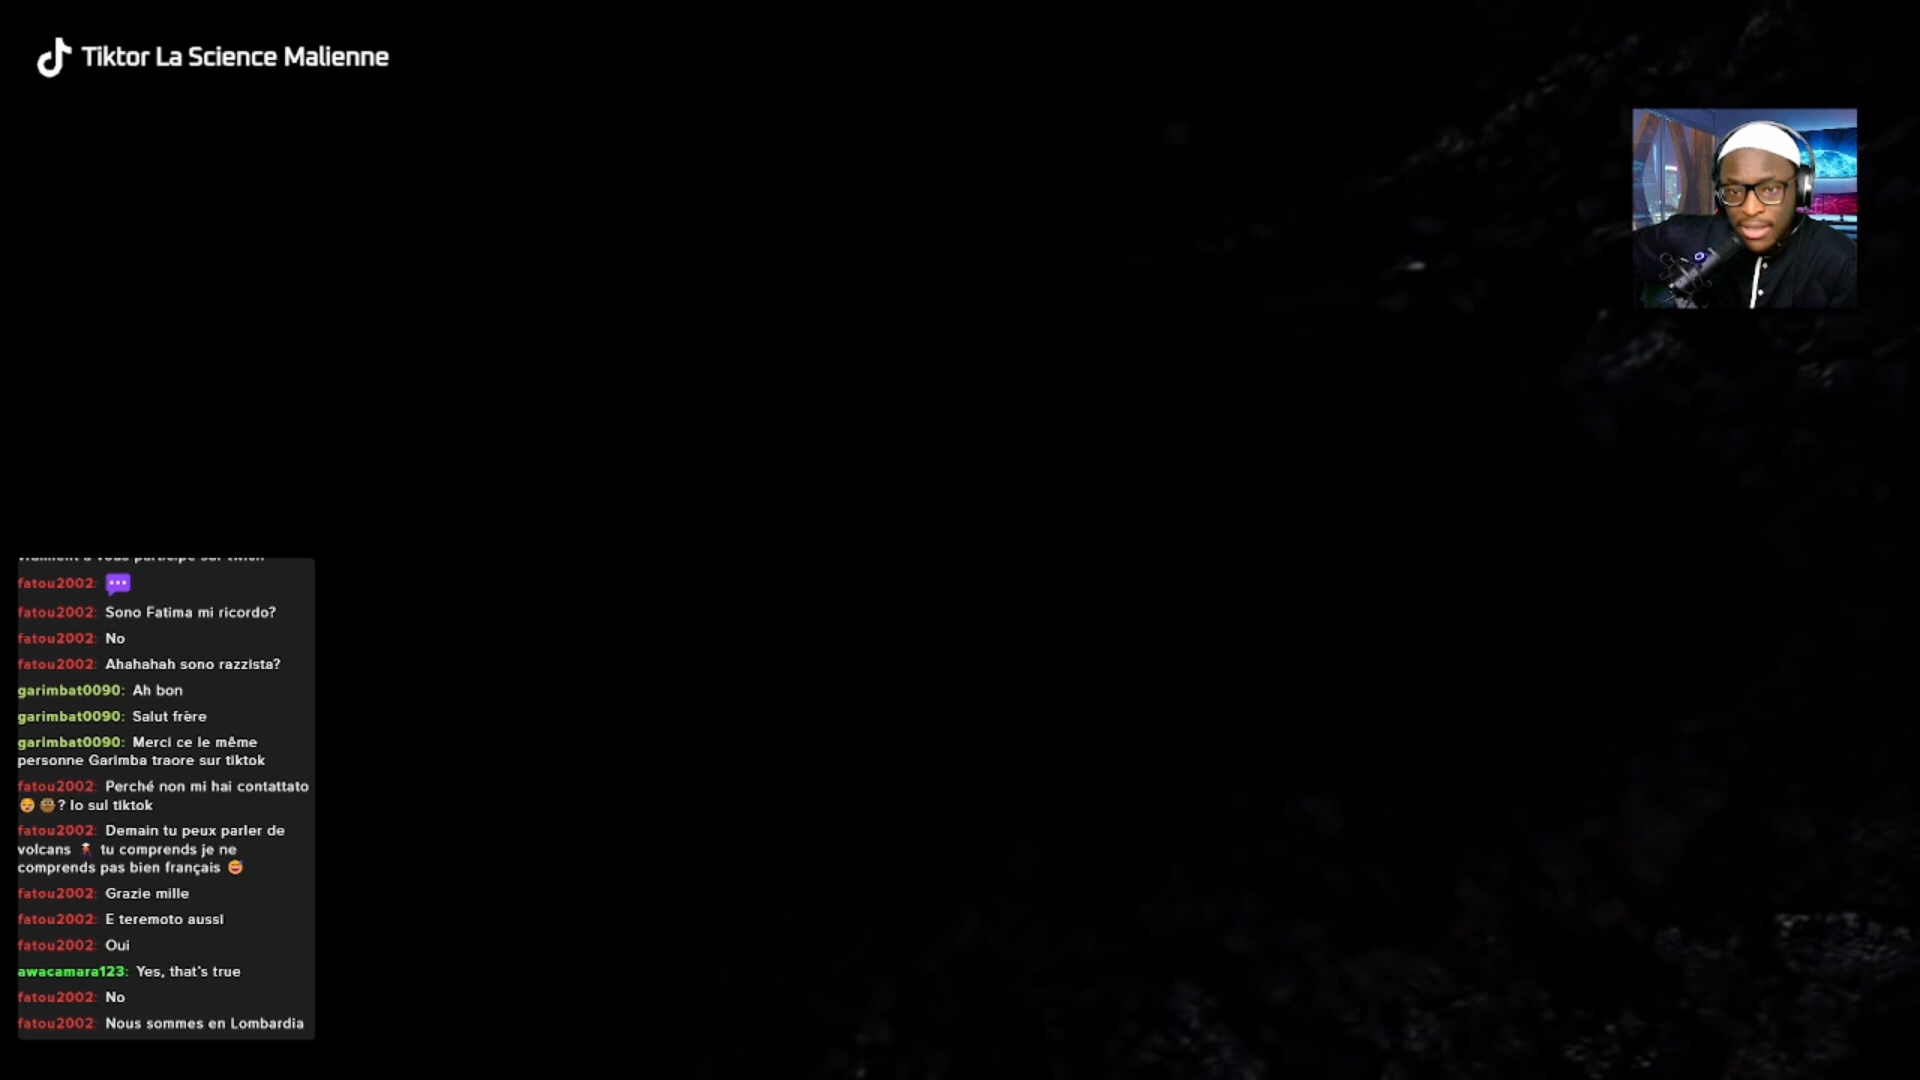 Tiktor La Science Malienne
fatou2002:
fatou2002: Sono Fatima mi ricordo?
fatou2002: No
fatou2002: Ahahahah sono razzista?
garimbat0090: Ah bon
garimbat0090: Salut frère
garimbat0090: Merci ce le même
personne Garimba traore sur tiktok
fatou2002: Perché non mi hai contattato
? Io sul tiktok
fatou2002: Demain tu peux parler de
volcans tu comprends je ne
comprends pas bien français
fatou2002: Grazie mille
fatou2002: E teremoto aussi
fatou2002: Oui
awacamara123: Yes, that's true
fatou2002: No
fatou2002: Nous sommes en Lombardia